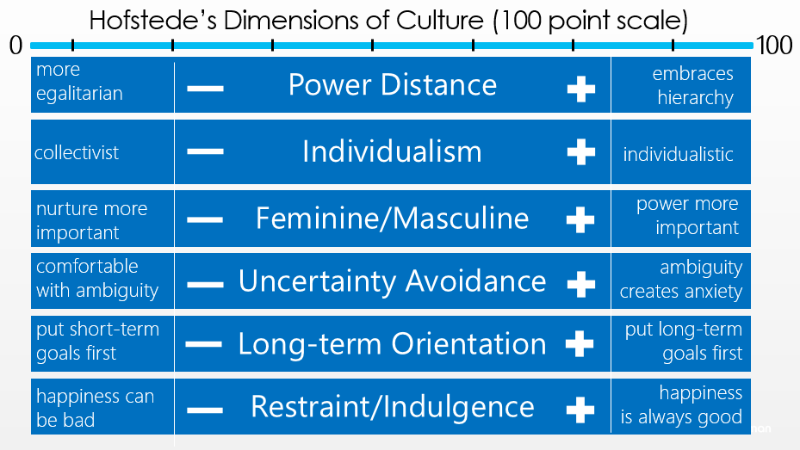 Hofstede's Dimensions of Culture (100 point scale)
0
100
more
egalitarian
Power Distance
embraces
hierarchy
collectivist
Individualism
individualistic
nurture more
important
Feminine/Masculine
power more
important
comfortable
with ambiguity
Uncertainty Avoidance
ambiguity
creates anxiety
put short-term
goals first
Long-term Orientation
put long-term
goals first
happiness can
be bad
Restraint/Indulgence
happiness
is always good